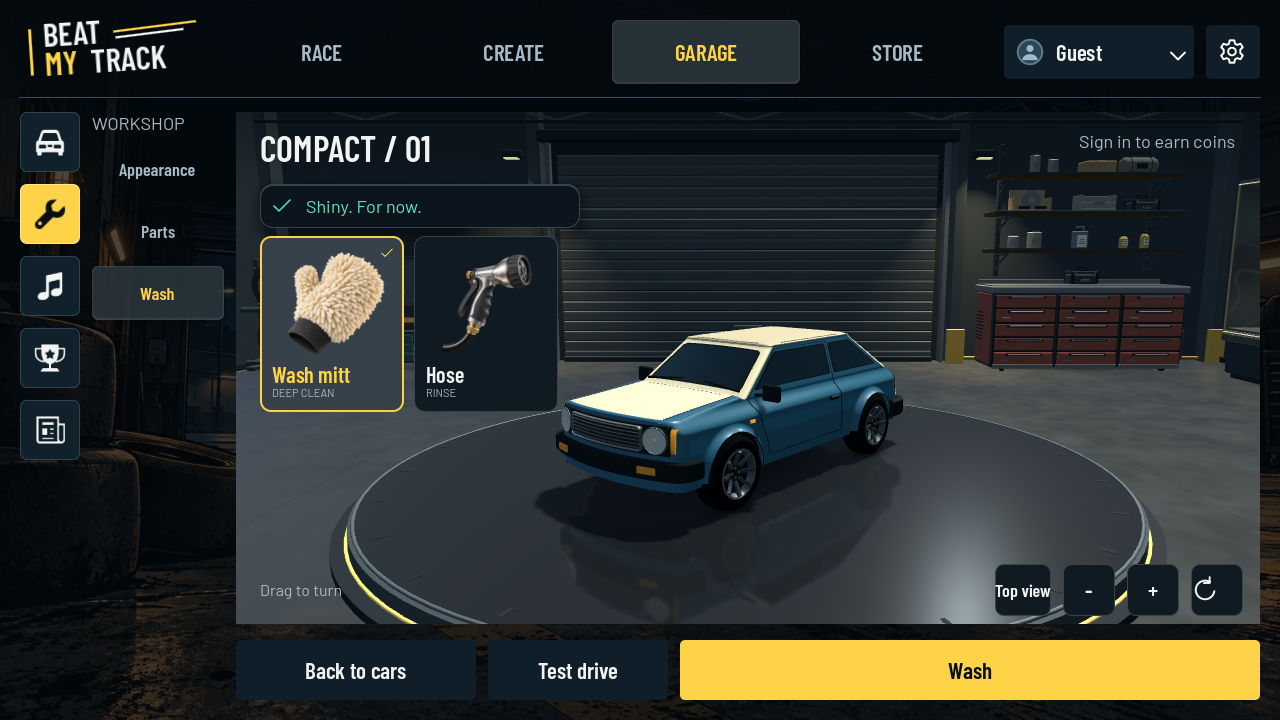 BEAT
MY TRACK
RACE
CREATE
GARAGE
STORE
Guest
WORKSHOP
Appearance
Parts
Wash
COMPACT / 01
Sign in to earn coins
Shiny. For now.
Wash mitt
DEEP CLEAN
Hose
RINSE
Drag to turn
Top view
-
+
Back to cars
Test drive
Wash